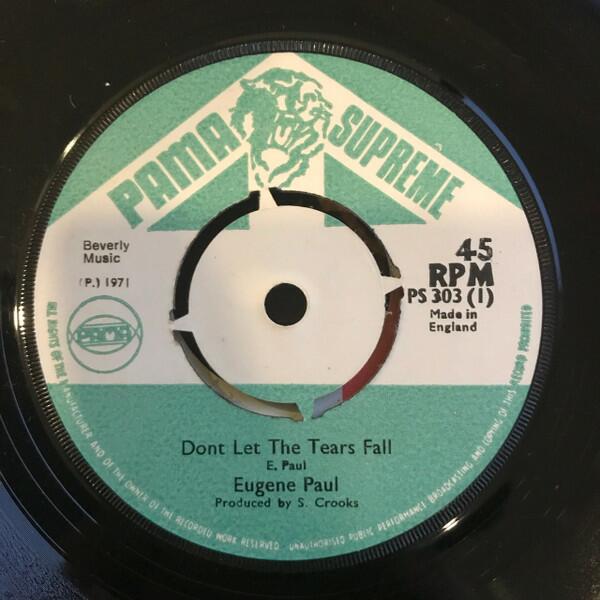 PAMA SUPREME
Beverly
Music
(P.) 1971
45
RPM
PS 303 (1)
Made in
England
PAMA
Dont Let The Tears Fall
E. Paul
Eugene Paul
Produced by S. Crooks
ALL RIGHTS OF THE MANUFACTURER AND OF THE OWNER OF THE RECORDED WORK RESERVED UNAUTHORISED PUBLIC PERFORMANCE BROADCASTING AND COPYING OF THIS RECORD PROHIBITED